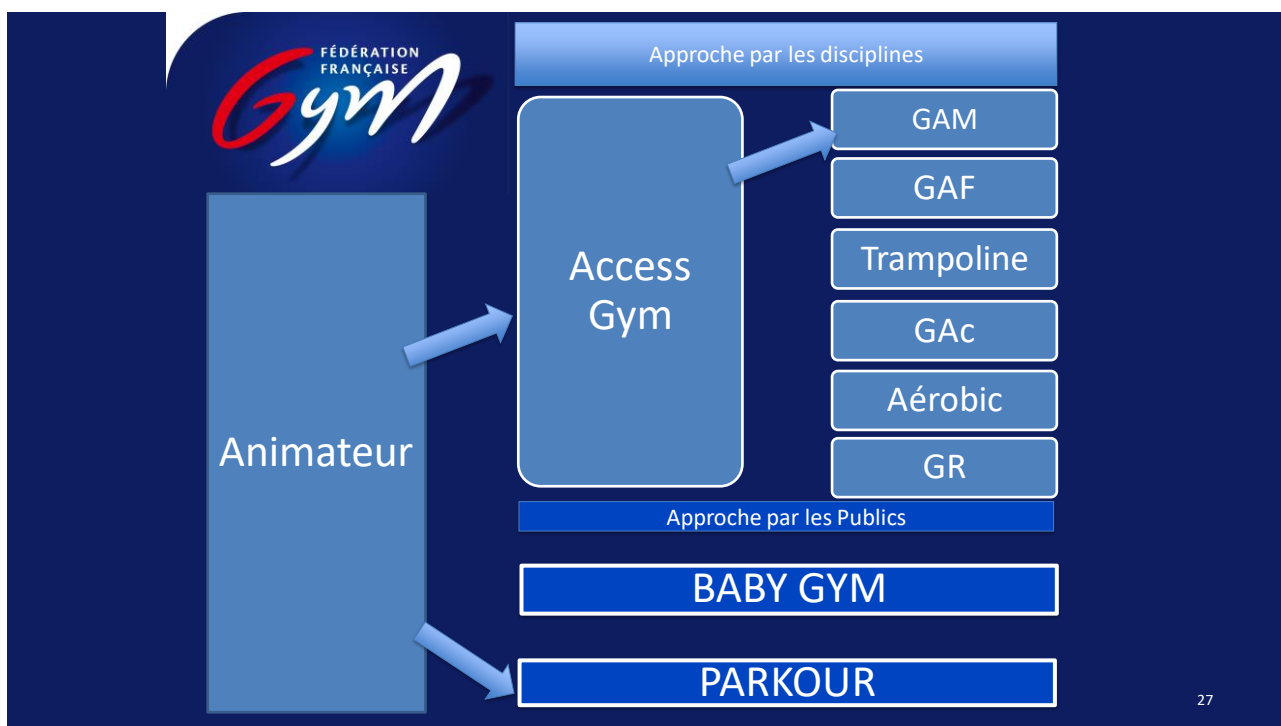 FÉDÉRATION
FRANÇAISE
Gym
Approche par les disciplines
Animateur
Access
Gym
GAM
GAF
Trampoline
GAc
Aérobic
GR
Approche par les Publics
BABY GYM
PARKOUR
27